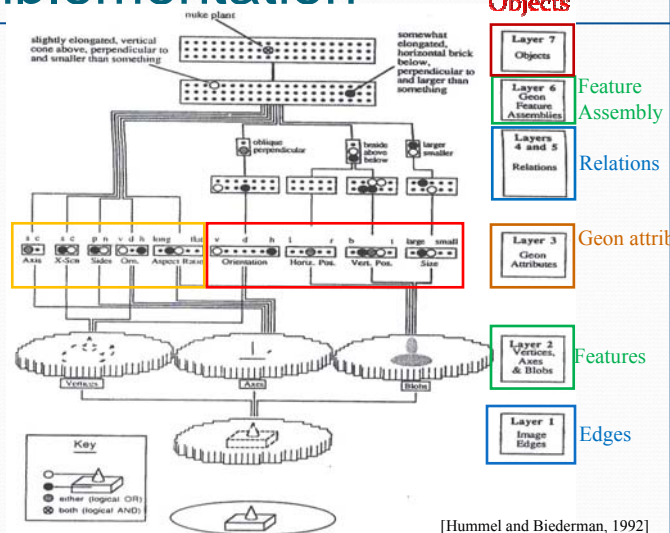 Objects
nuke plant
slightly elongated, vertical
cone above, perpendicular to
and smaller than something
somewhat
elongated,
horizontal brick
below,
perpendicular to
and larger than
something
Layer 7
Objects
Layer 6
Geon
Feature
Assemblies
Feature
Assembly
oblique
perpendicular
beside
above
below
larger
smaller
Layers
4 and 5
Relations
Relations
s c
s c
p n
v d h
long
v d h
l r
b t
large small
Axis
X-Scn
Sides
Orn.
Aspect Ratio
Orientation
Horiz. Pos.
Vert. Pos.
Size
Layer 3
Geon
Attributes
Geon attrib
Vertices
Axes
Blobs
Layer 2
Vertices,
Axes
& Blobs
Features
Layer 1
Image
Edges
Edges
Key
either (logical OR)
both (logical AND)
[Hummel and Biederman, 1992]